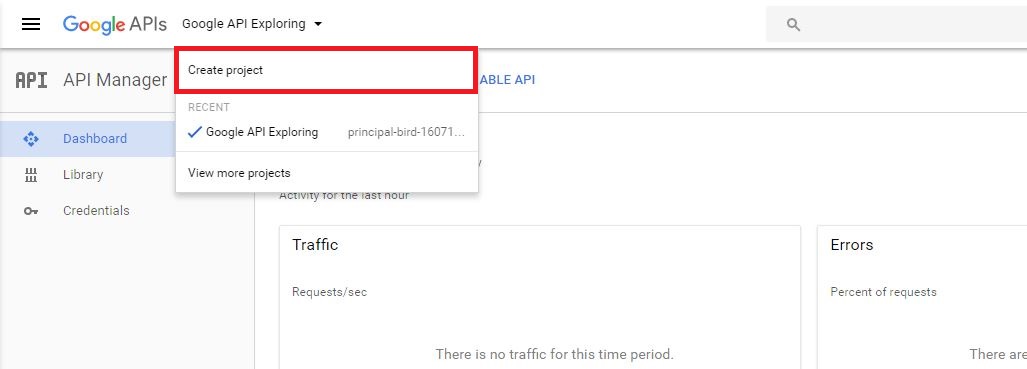 Google APIs Google API Exploring
Create project
API API Manager ABLE API
RECENT
Google API Exploring principal-bird-16071...
Dashboard
Library
View more projects
Credentials
Activity for the last hour
Traffic Errors
Requests/sec Percent of requests
There is no traffic for this time period. There are